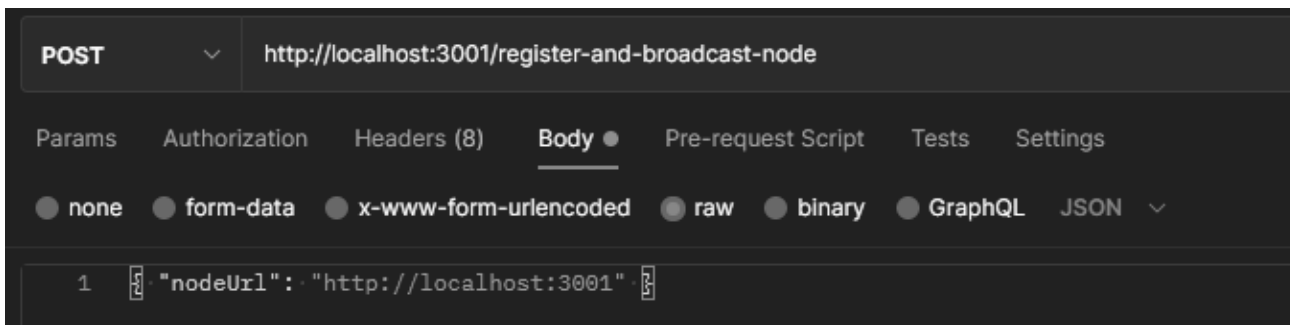 POST http://localhost:3001/register-and-broadcast-node
Params Authorization Headers (8) Body Pre-request Script Tests Settings
none form-data x-www-form-urlencoded raw binary GraphQL JSON
1 { "nodeUrl": "http://localhost:3001" }